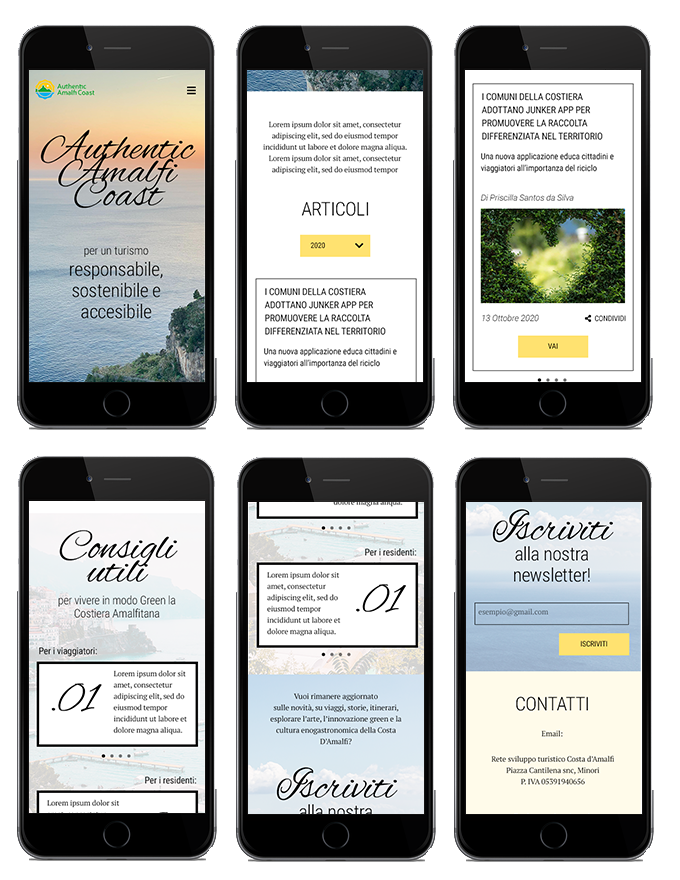 Authentic
Amalfi Coast
Authentic
Amalfi
Coast
per un turismo
responsabile,
sostenibile e
accesibile
Lorem ipsum dolor sit amet, consectetur
adipiscing elit, sed do eiusmod tempor
incididunt ut labore et dolore magna aliqua.
Lorem ipsum dolor sit amet, consectetur
adipiscing elit, sed do eiusmod tempor
ARTICOLI
2020
I COMUNI DELLA COSTIERA
ADOTTANO JUNKER APP PER
PROMUOVERE LA RACCOLTA
DIFFERENZIATA NEL TERRITORIO
Una nuova applicazione educa cittadini e
viaggiatori all'importanza del riciclo
I COMUNI DELLA COSTIERA
ADOTTANO JUNKER APP PER
PROMUOVERE LA RACCOLTA
DIFFERENZIATA NEL TERRITORIO
Una nuova applicazione educa cittadini e
viaggiatori all'importanza del riciclo
Di Priscilla Santos da Silva
13 Ottobre 2020
CONDIVIDI
VAI
Consigli
utili
per vivere in modo Green la
Costiera Amalfitana
Per i viaggiatori:
.01
Lorem ipsum dolor sit
amet, consectetur
adipiscing elit, sed do
eiusmod tempor
incididunt ut labore et
dolore magna aliqua.
Per i residenti:
Lorem ipsum dolor sit
dolore magna aliqua.
Per i residenti:
Lorem ipsum dolor sit
amet, consectetur
adipiscing elit, sed do
eiusmod tempor
incididunt ut labore et
dolore magna aliqua.
.01
Vuoi rimanere aggiornato
sulle novità, su viaggi, storie, itinerari,
esplorare l'arte, l'innovazione green e la
cultura enogastronomica della Costa
D'Amalfi?
Iscriviti
alla nostra
Iscriviti
alla nostra
newsletter!
esempio@gmail.com
ISCRIVITI
CONTATTI
Email:
Rete sviluppo turistico Costa d'Amalfi
Piazza Cantilena snc, Minori
P. IVA 05391940656